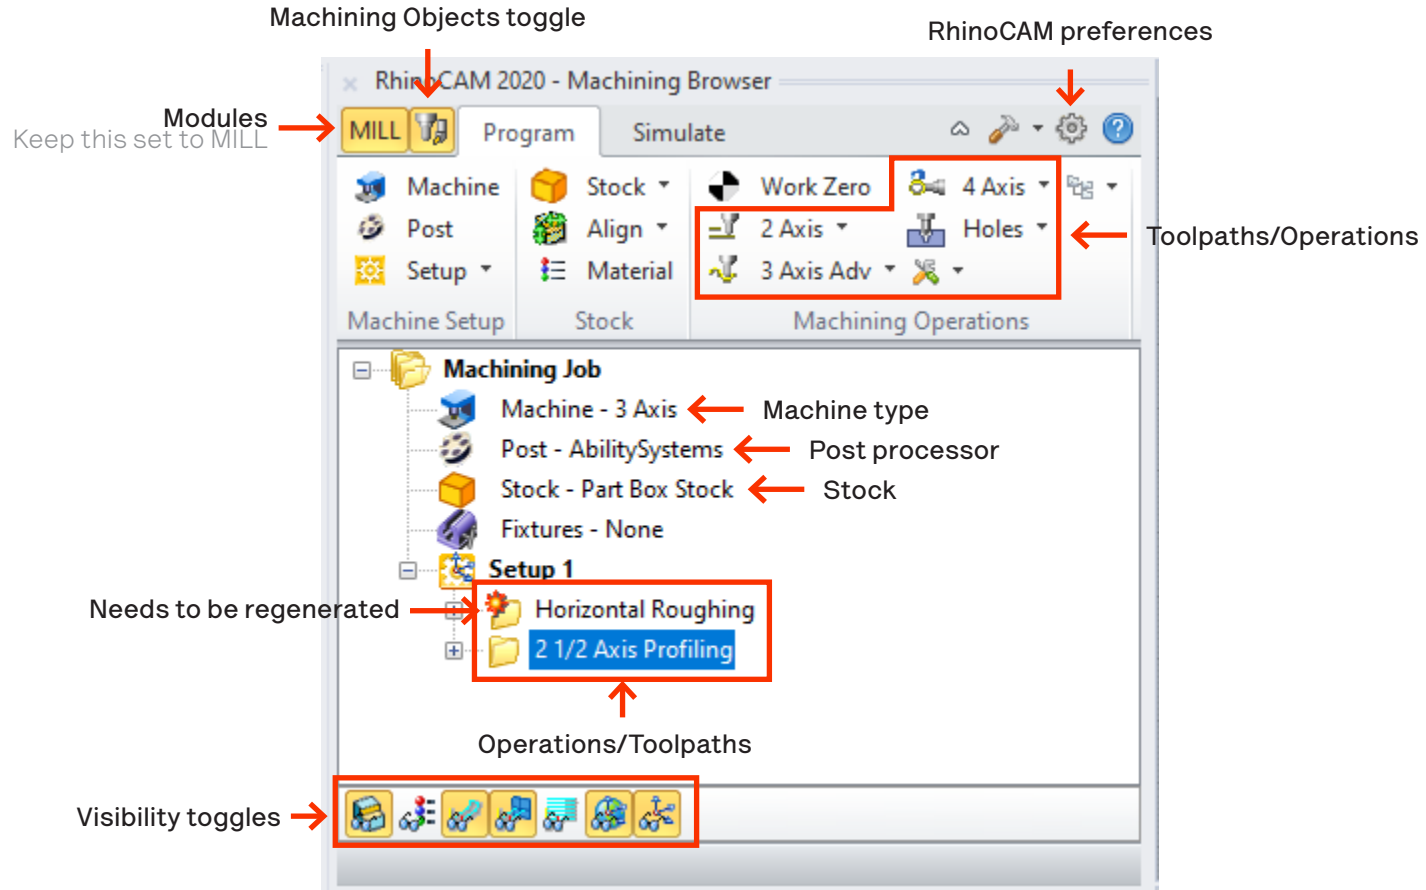 Machining Objects toggle
RhinoCAM preferences
RhinoCAM 2020 - Machining Browser
Modules
Keep this set to MILL
MILL
Program
Simulate
?
Machine
Stock
Work Zero
4 Axis
Post
Align
2 Axis
Holes
Toolpaths/Operations
Setup
Material
3 Axis Adv
Machine Setup
Stock
Machining Operations
Machining Job
Machine - 3 Axis
Machine type
Post - AbilitySystems
Post processor
Stock - Part Box Stock
Stock
Fixtures - None
Setup 1
Needs to be regenerated
Horizontal Roughing
2 1/2 Axis Profiling
Operations/Toolpaths
Visibility toggles